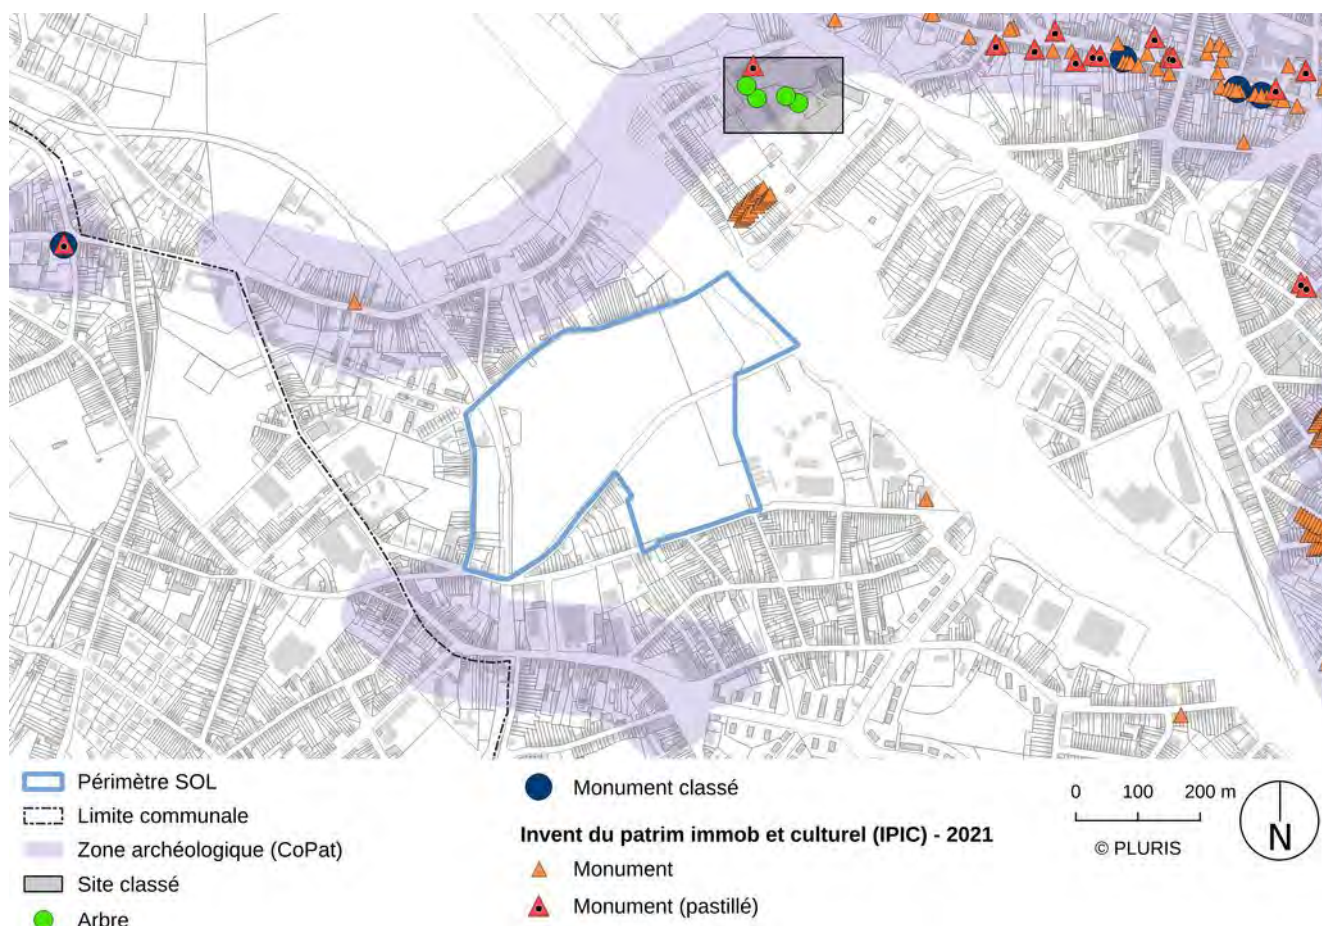 Périmètre SOL
Limite communale
Zone archéologique (CoPat)
Site classé
Arbre
Monument classé
Invent du patrim immob et culturel (IPIC) - 2021
Monument
Monument (pastillé)
0 100 200 m
© PLURIS
N